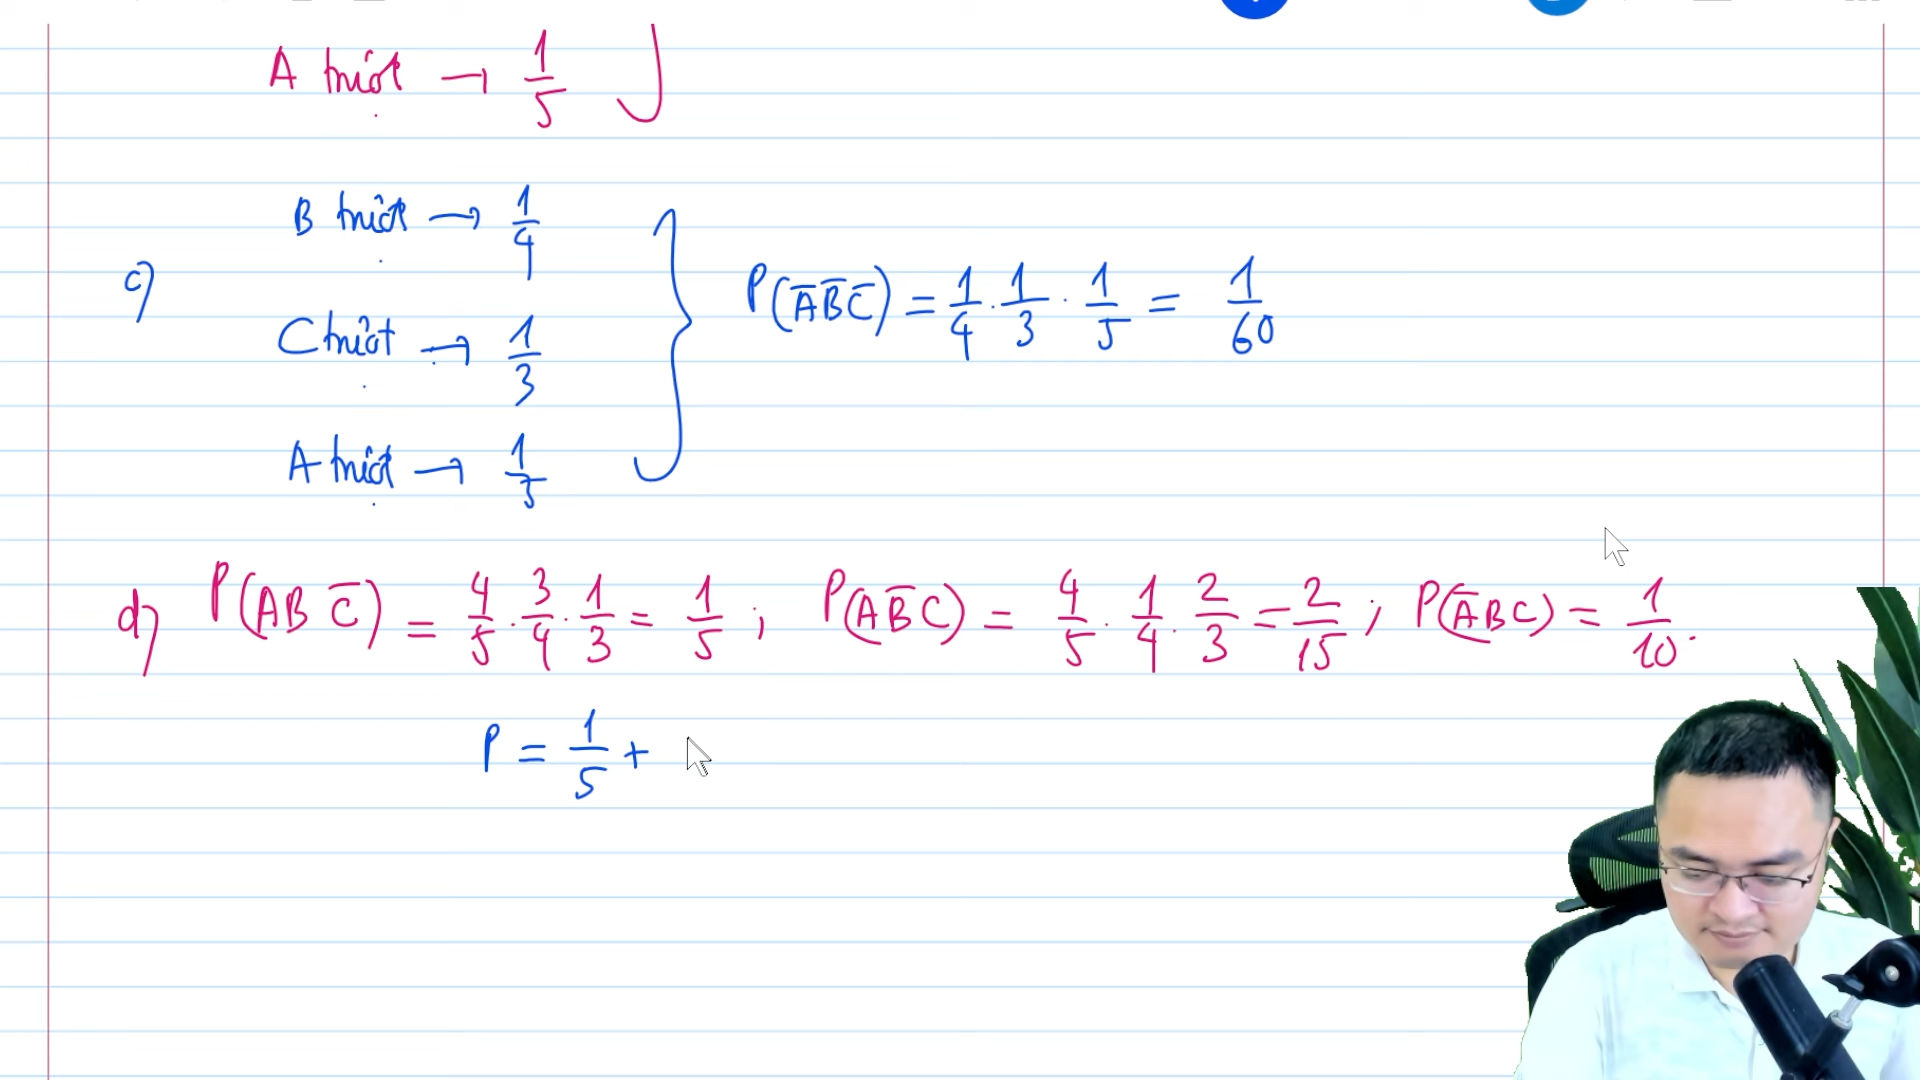 A trượt → 1/5
B trượt → 1/4
c)
C trượt → 1/3
A trượt → 1/5
P(A̅B̅C̅) = 1/4 . 1/3 . 1/5 = 1/60
d) P(ABC̅) = 4/5 . 3/4 . 1/3 = 1/5 ; P(AB̅C) = 4/5 . 1/4 . 2/3 = 2/15 ; P(A̅BC) = 1/10 .
P = 1/5 +